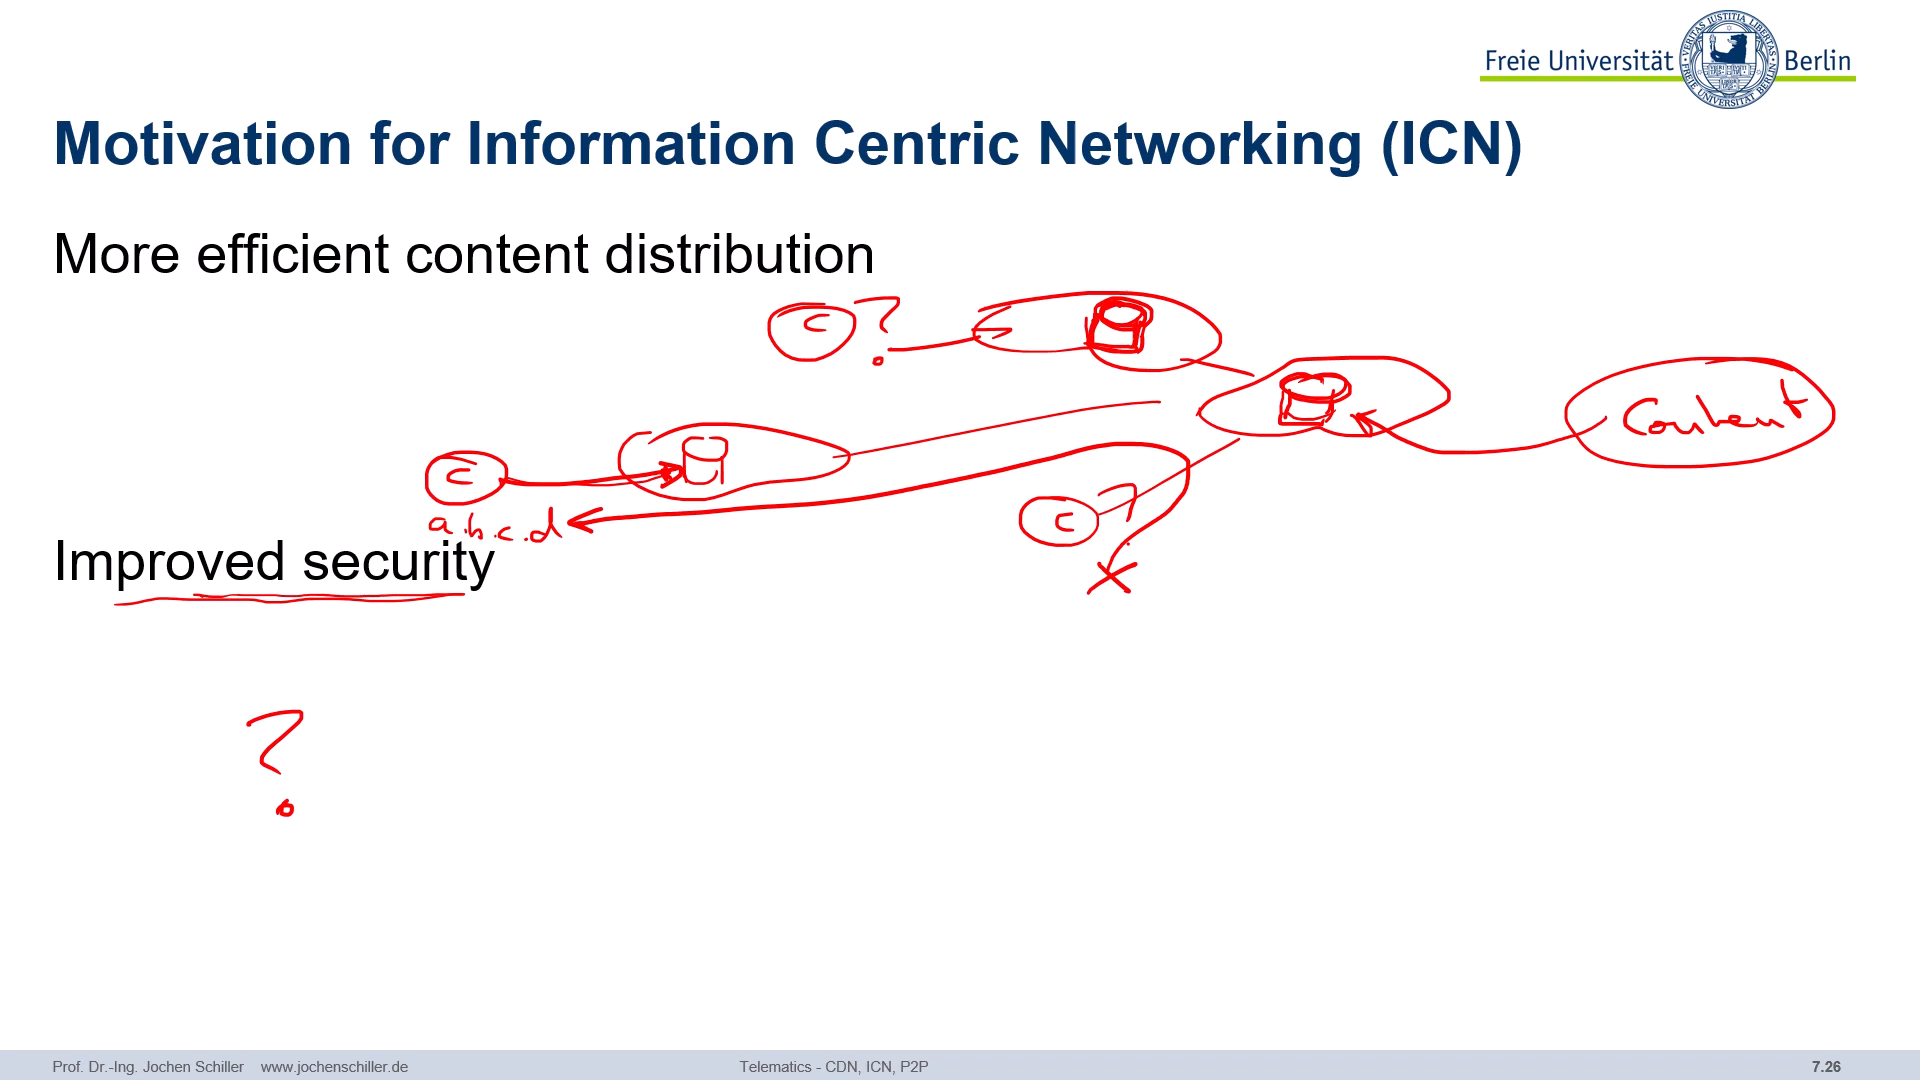 Freie Universität Berlin
Motivation for Information Centric Networking (ICN)
More efficient content distribution
C ?
Content
C
C ?
a.b.c.d
Improved security
?
Prof. Dr.-Ing. Jochen Schiller www.jochenschiller.de Telematics - CDN, ICN, P2P 7.26